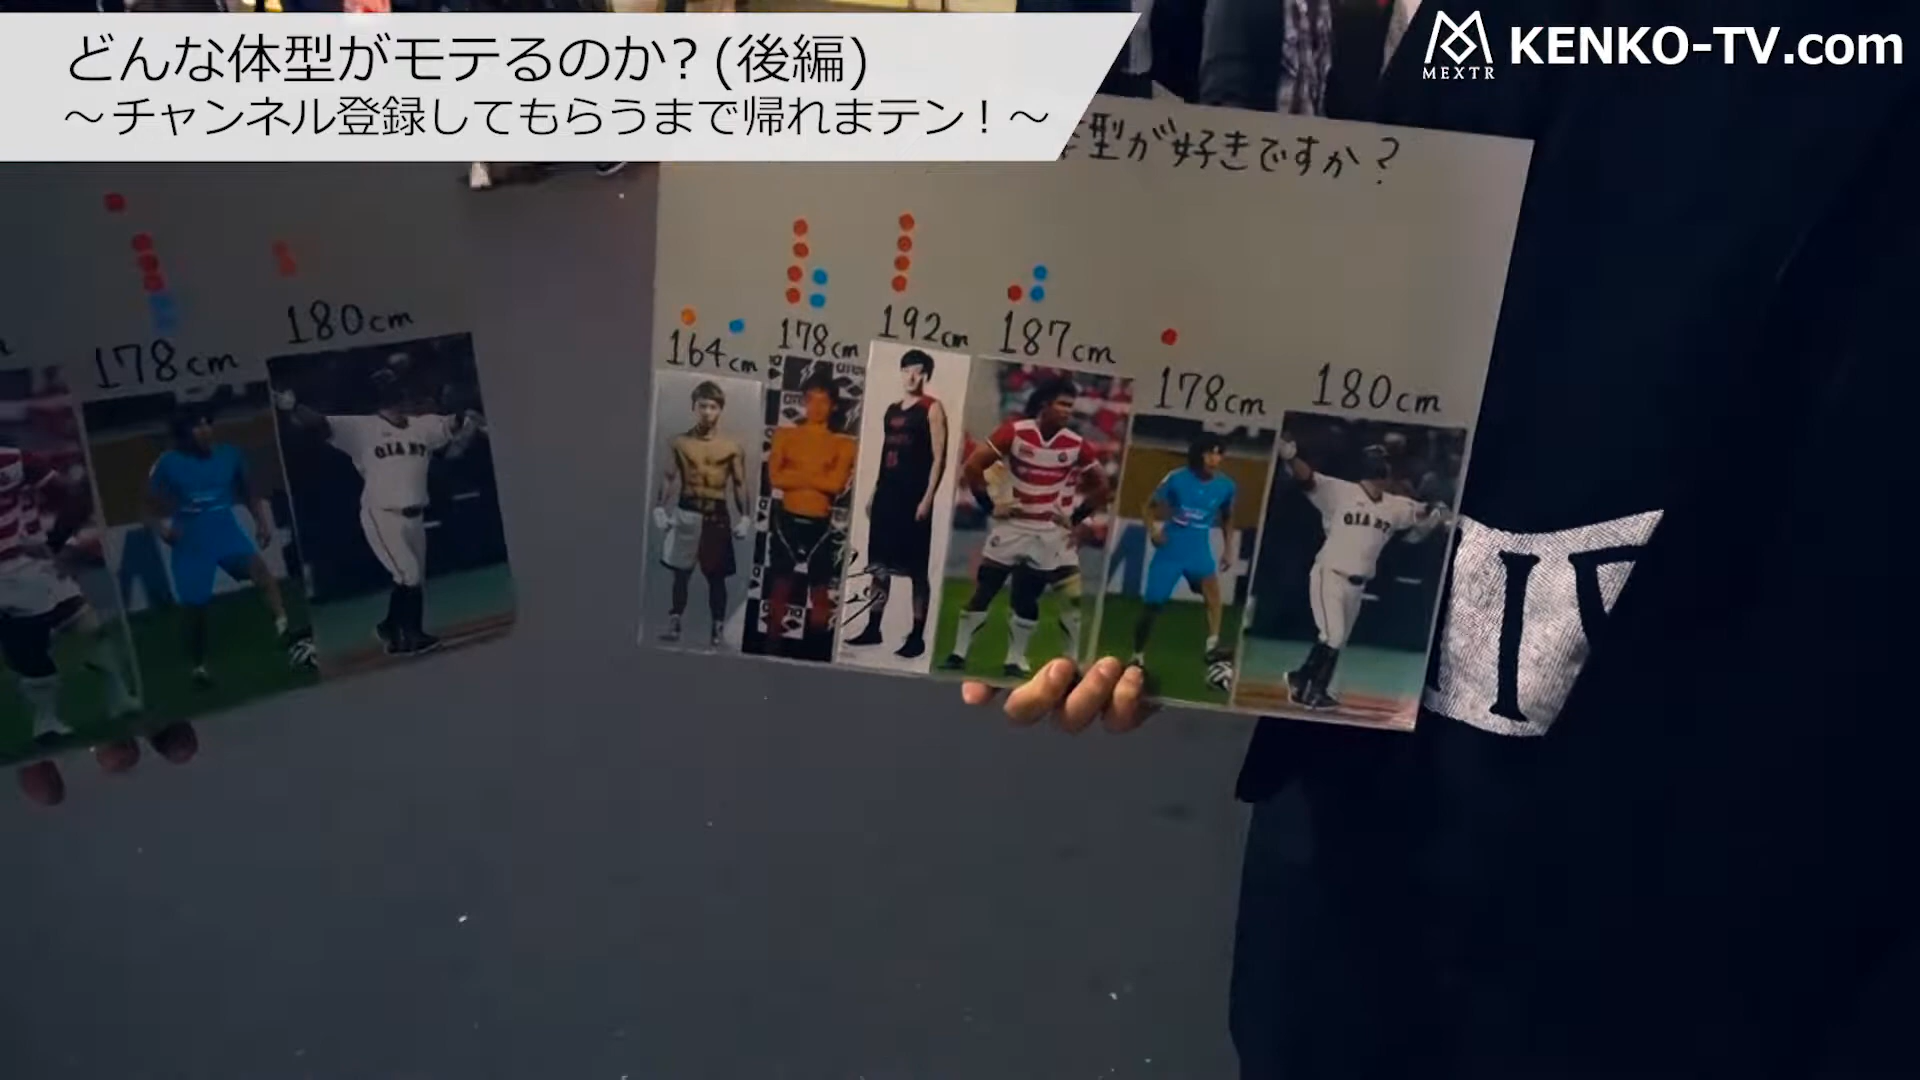 どんな体型がモテるのか?(後編)
～チャンネル登録してもらうまで帰れまテン!～
MEXTR
KENKO-TV.com
型が好きですか?
180cm
178cm
164cm
178cm
192cm
187cm
178cm
180cm
GIANT
GIANT